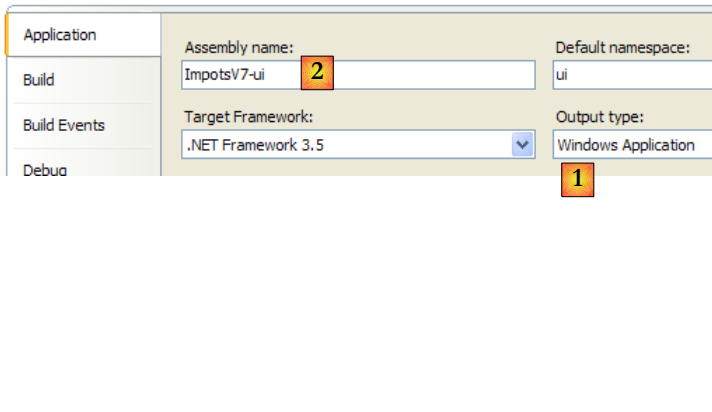 Application
Build
Build Events
Debug
Assembly name:
ImpotsV7-ui
2
Default namespace:
ui
Target Framework:
.NET Framework 3.5
Output type:
Windows Application
1